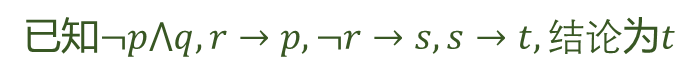 已知¬p∧q, r → p, ¬r → s, s → t, 结论为t